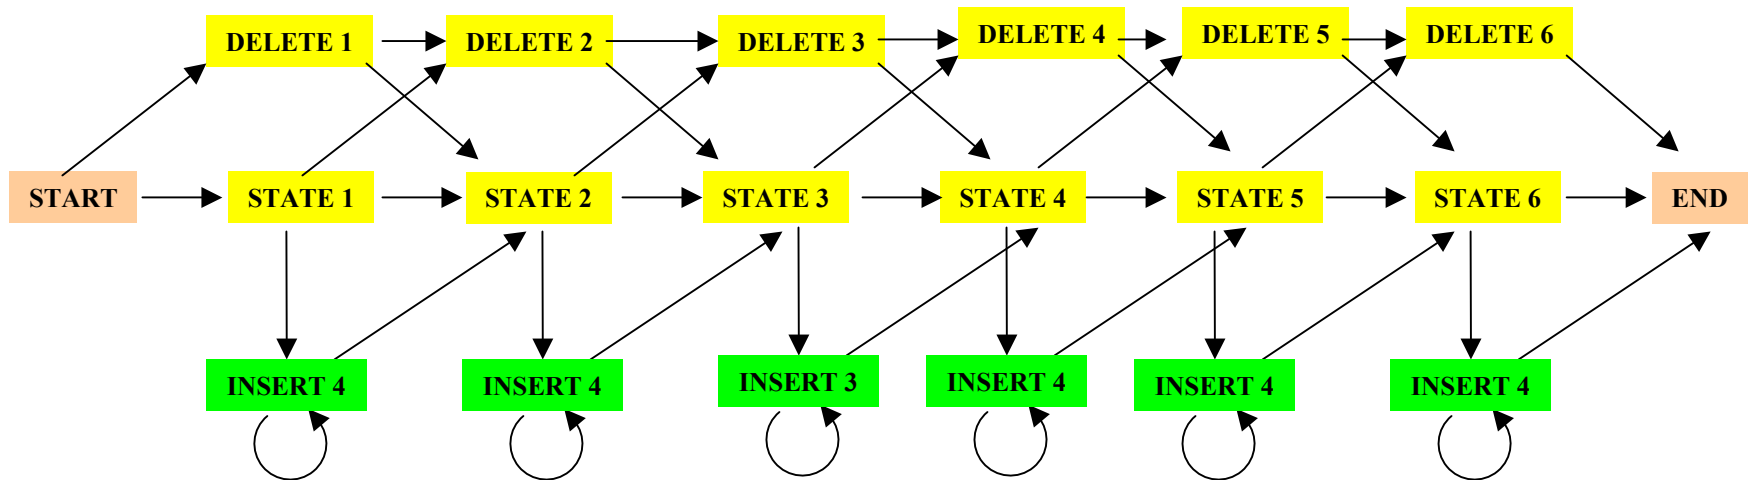 DELETE 1 DELETE 2 DELETE 3 DELETE 4 DELETE 5 DELETE 6
START STATE 1 STATE 2 STATE 3 STATE 4 STATE 5 STATE 6 END
INSERT 4 INSERT 4 INSERT 3 INSERT 4 INSERT 4 INSERT 4